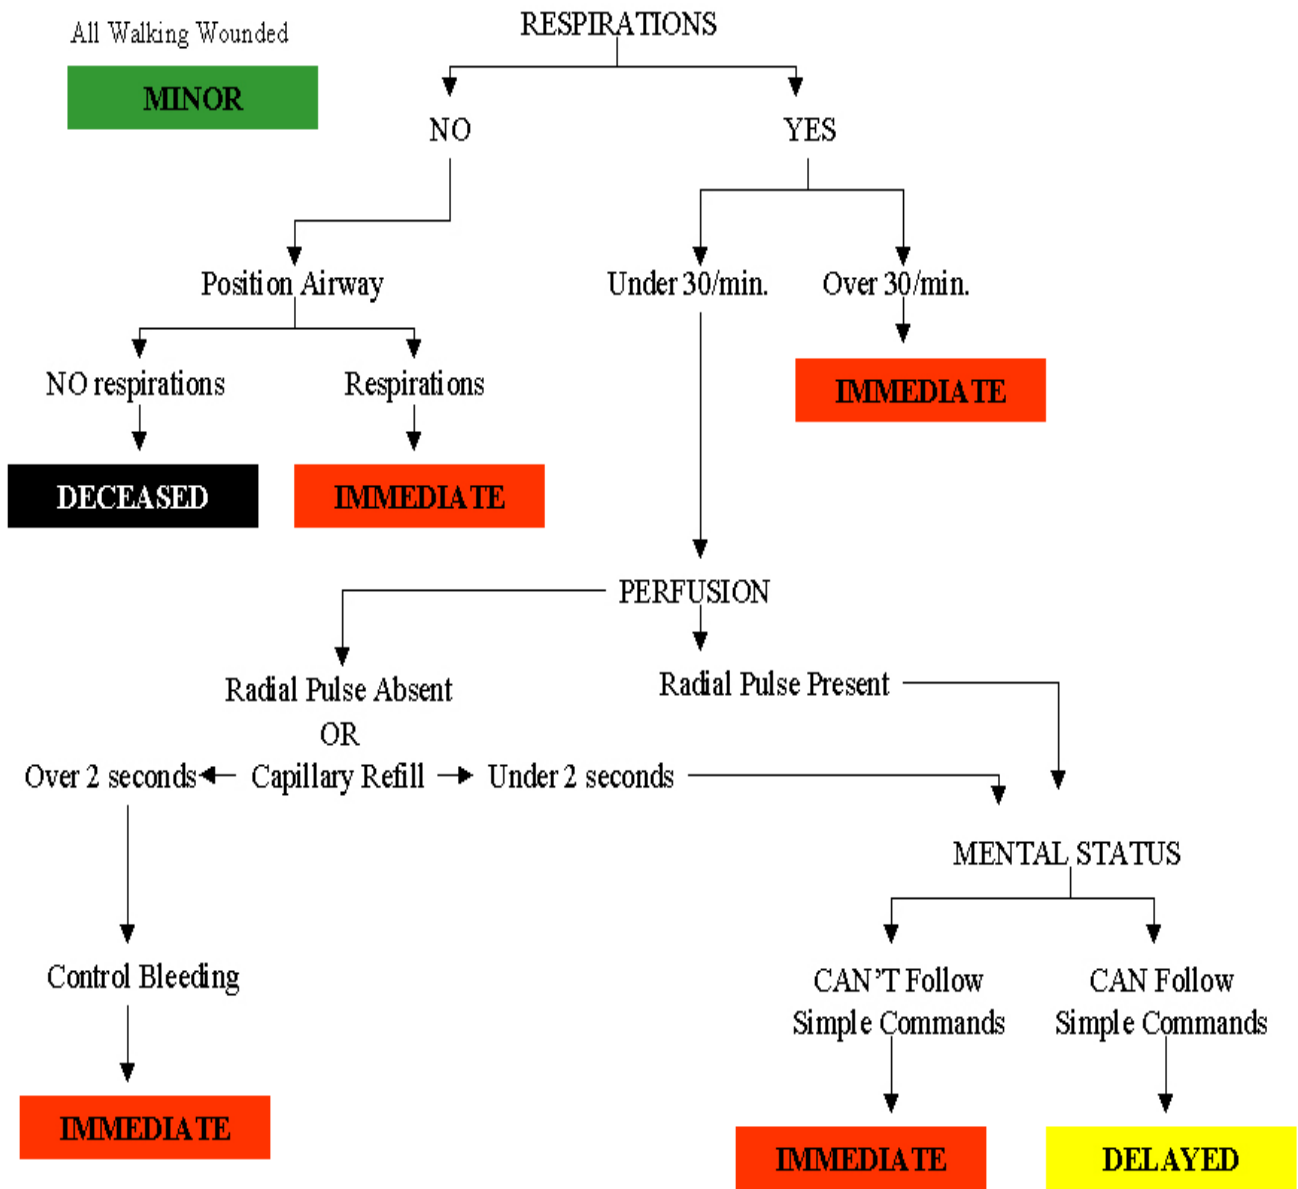 All Walking Wounded
MINOR
RESPIRATIONS
NO
YES
Position Airway
Under 30/min.
Over 30/min.
NO respirations
Respirations
IMMEDIATE
DECEASED
IMMEDIATE
PERFUSION
Radial Pulse Absent
Radial Pulse Present
OR
Over 2 seconds
Capillary Refill
Under 2 seconds
MENTAL STATUS
Control Bleeding
CAN'T Follow
Simple Commands
CAN Follow
Simple Commands
IMMEDIATE
IMMEDIATE
DELAYED